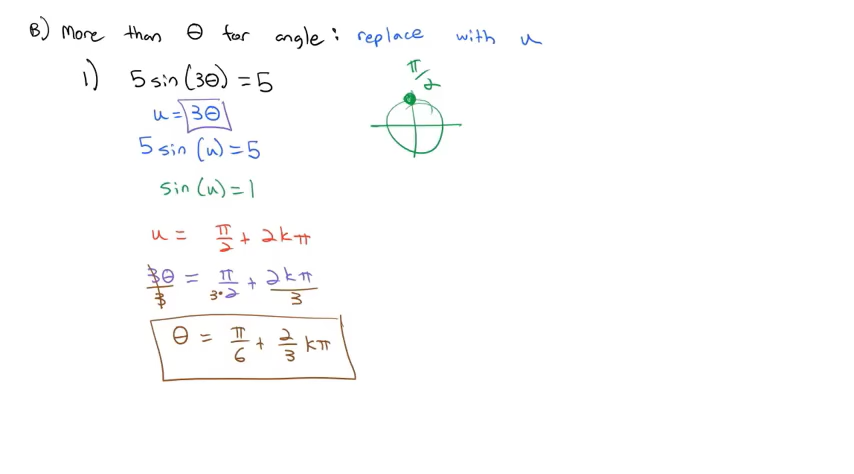 B) More than θ for angle: replace with u
1) 5 sin(3θ) = 5
π/2
u = 3θ
5 sin(u) = 5
sin(u) = 1
u = π/2 + 2kπ
3θ/3 = π/(3·2) + 2kπ/3
θ = π/6 + 2/3 kπ